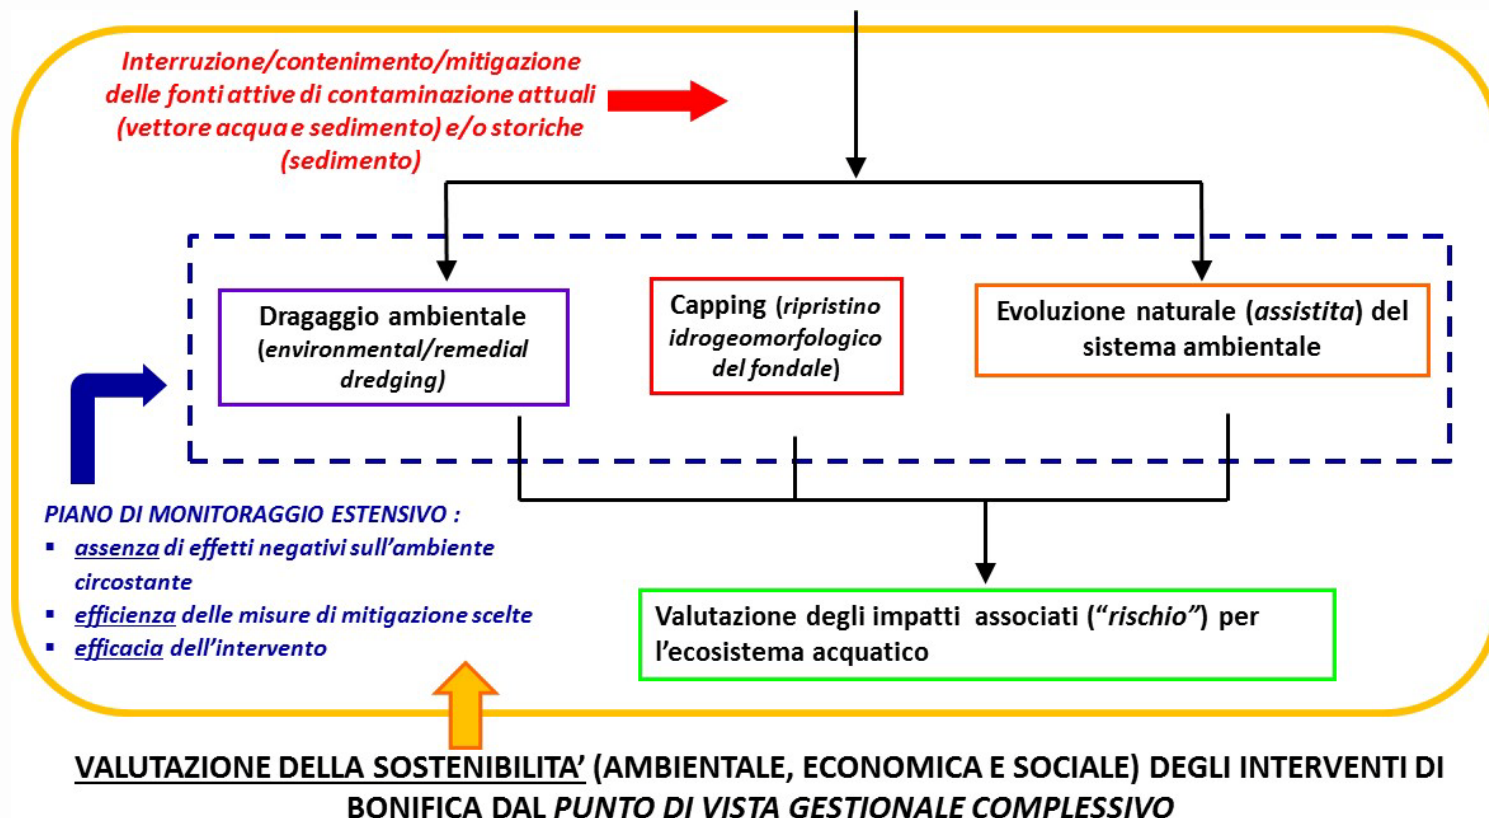 Interruzione/contenimento/mitigazione
delle fonti attive di contaminazione attuali
(vettore acqua e sedimento) e/o storiche
(sedimento)
Dragaggio ambientale
(environmental/remedial
dredging)
Capping (ripristino
idrogeomorfologico
del fondale)
Evoluzione naturale (assistita) del
sistema ambientale
PIANO DI MONITORAGGIO ESTENSIVO :
▪ assenza di effetti negativi sull'ambiente
circostante
▪ efficienza delle misure di mitigazione scelte
▪ efficacia dell'intervento
Valutazione degli impatti associati (“rischio”) per
l'ecosistema acquatico
VALUTAZIONE DELLA SOSTENIBILITA' (AMBIENTALE, ECONOMICA E SOCIALE) DEGLI INTERVENTI DI
BONIFICA DAL PUNTO DI VISTA GESTIONALE COMPLESSIVO